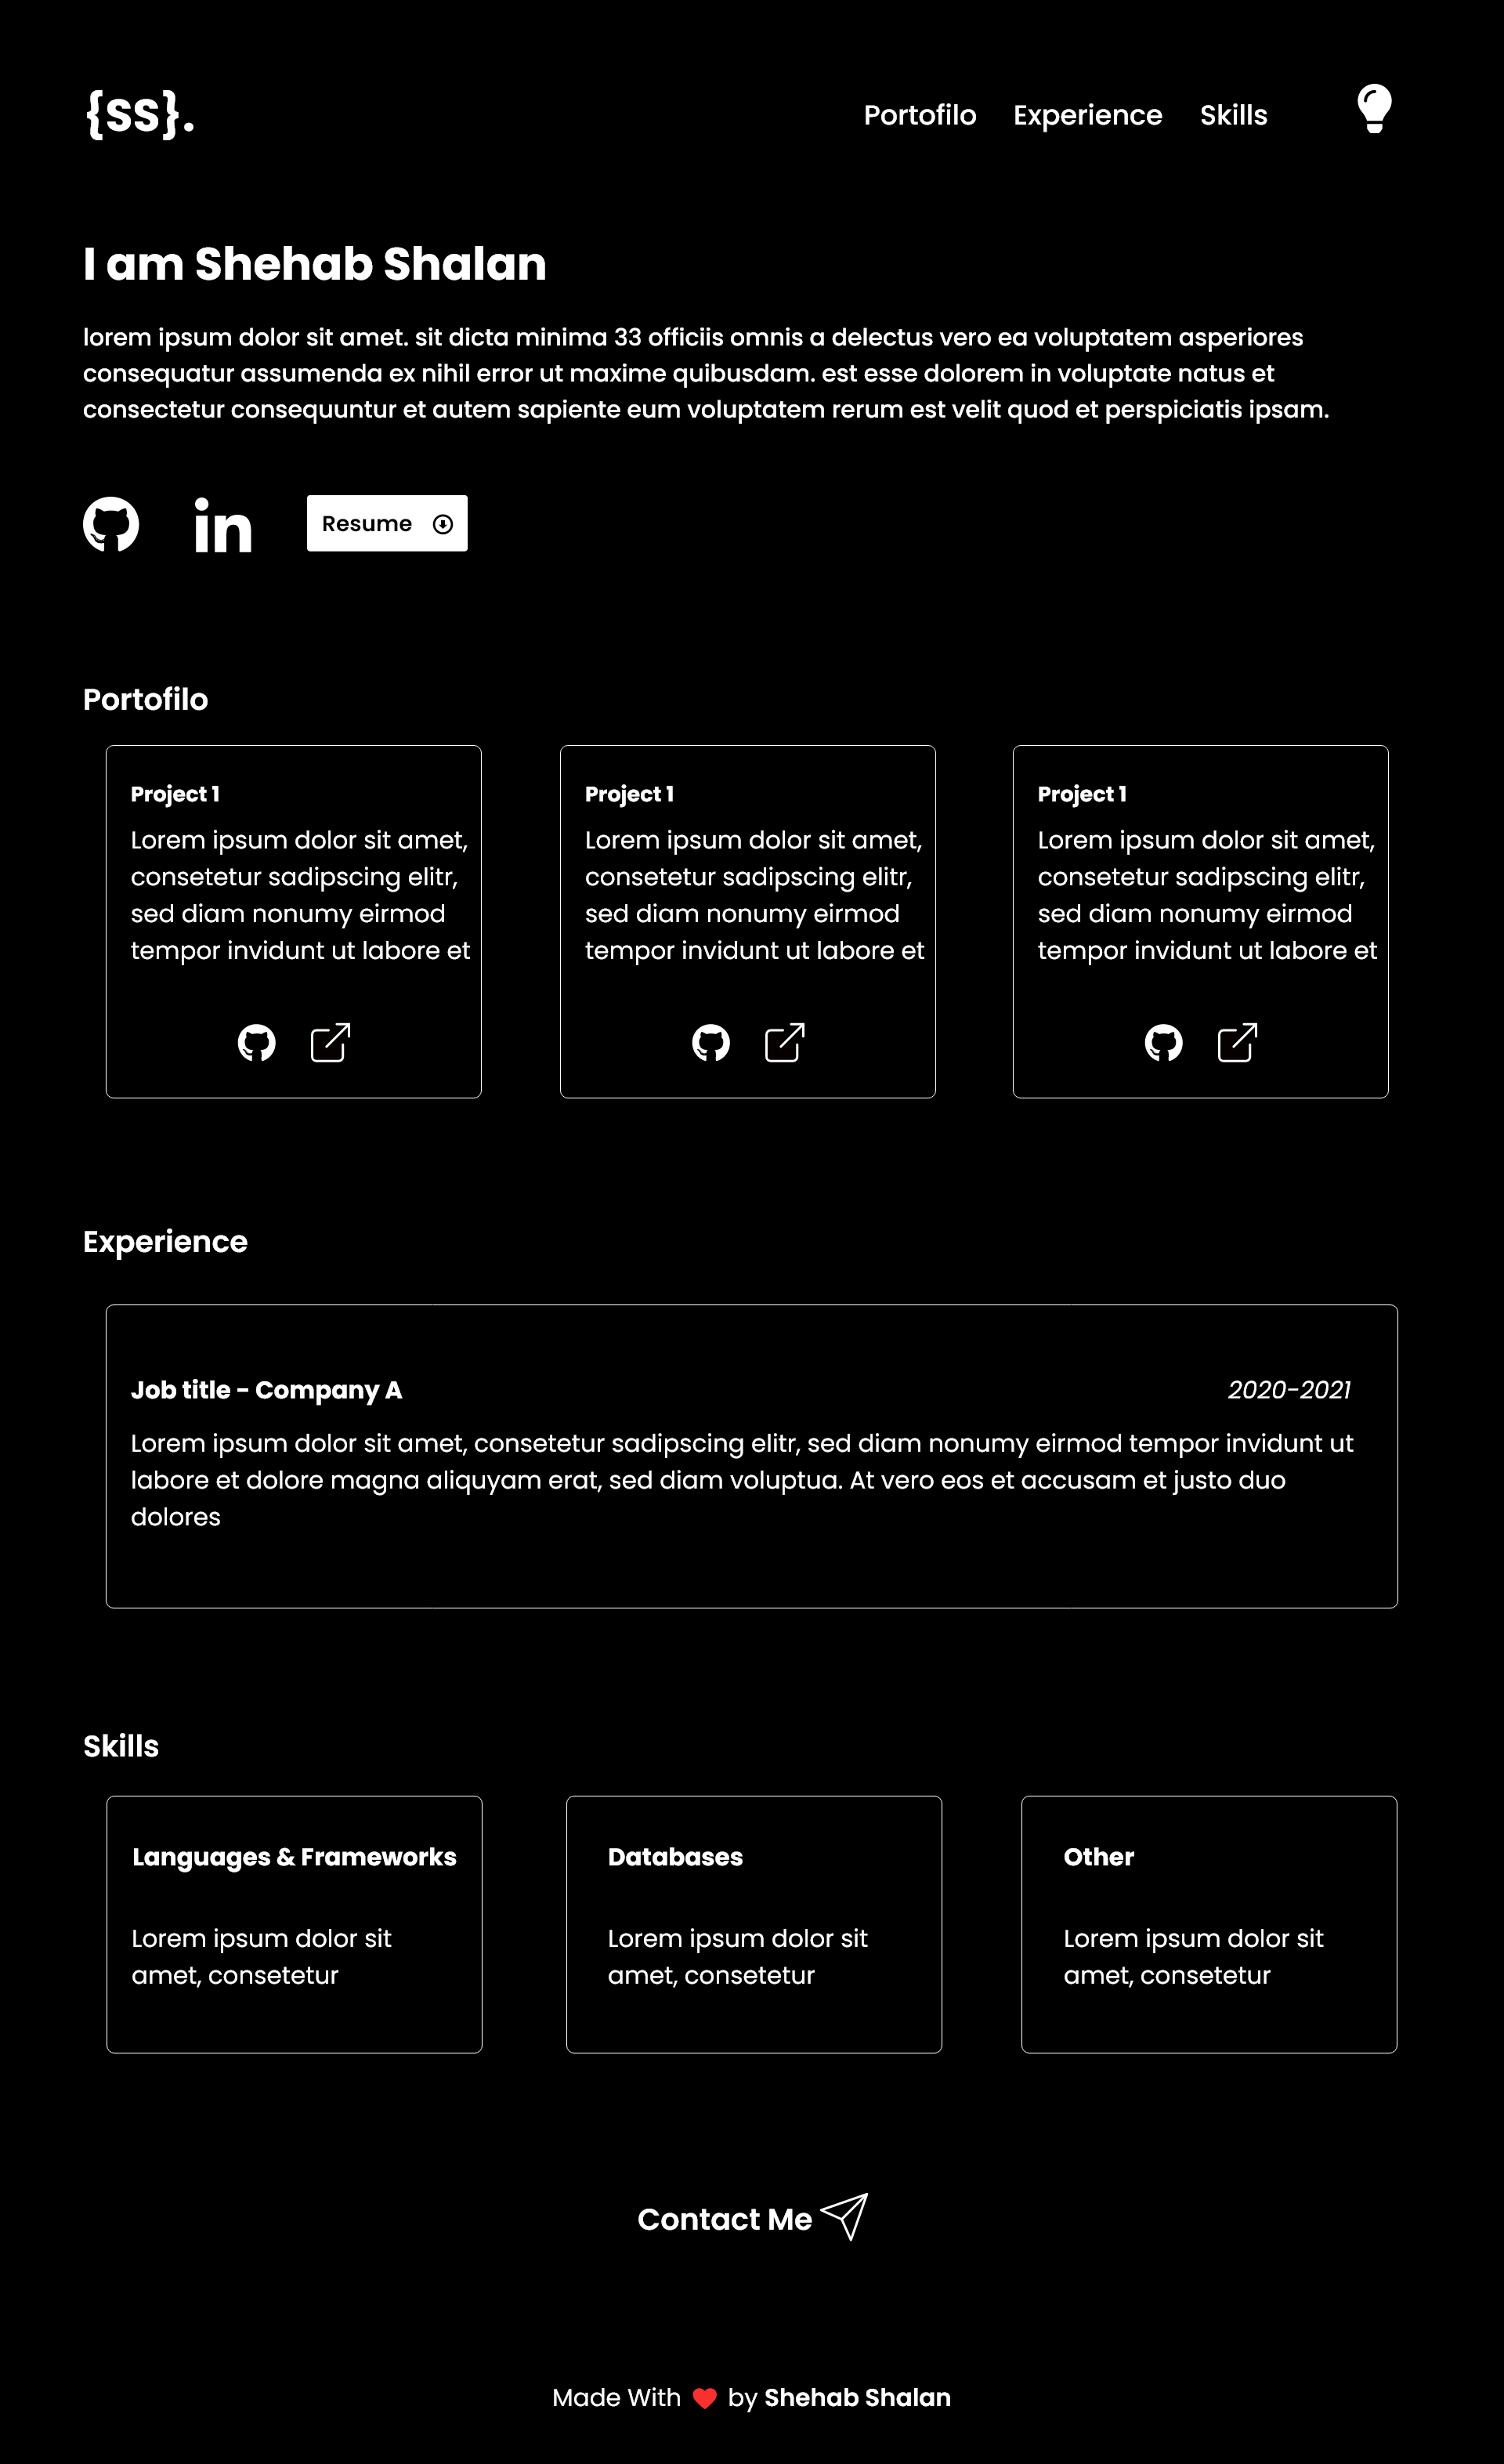 {SS}.
Portofilo Experience Skills
I am Shehab Shalan
lorem ipsum dolor sit amet. sit dicta minima 33 officiis omnis a delectus vero ea voluptatem asperiores
consequatur assumenda ex nihil error ut maxime quibusdam. est esse dolorem in voluptate natus et
consectetur consequuntur et autem sapiente eum voluptatem rerum est velit quod et perspiciatis ipsam.
in
Resume
Portofilo
Project 1
Lorem ipsum dolor sit amet,
consetetur sadipscing elitr,
sed diam nonumy eirmod
tempor invidunt ut labore et
Project 1
Lorem ipsum dolor sit amet,
consetetur sadipscing elitr,
sed diam nonumy eirmod
tempor invidunt ut labore et
Project 1
Lorem ipsum dolor sit amet,
consetetur sadipscing elitr,
sed diam nonumy eirmod
tempor invidunt ut labore et
Experience
Job title - Company A
2020-2021
Lorem ipsum dolor sit amet, consetetur sadipscing elitr, sed diam nonumy eirmod tempor invidunt ut
labore et dolore magna aliquyam erat, sed diam voluptua. At vero eos et accusam et justo duo
dolores
Skills
Languages & Frameworks
Lorem ipsum dolor sit
amet, consetetur
Databases
Lorem ipsum dolor sit
amet, consetetur
Other
Lorem ipsum dolor sit
amet, consetetur
Contact Me
Made With ❤ by Shehab Shalan